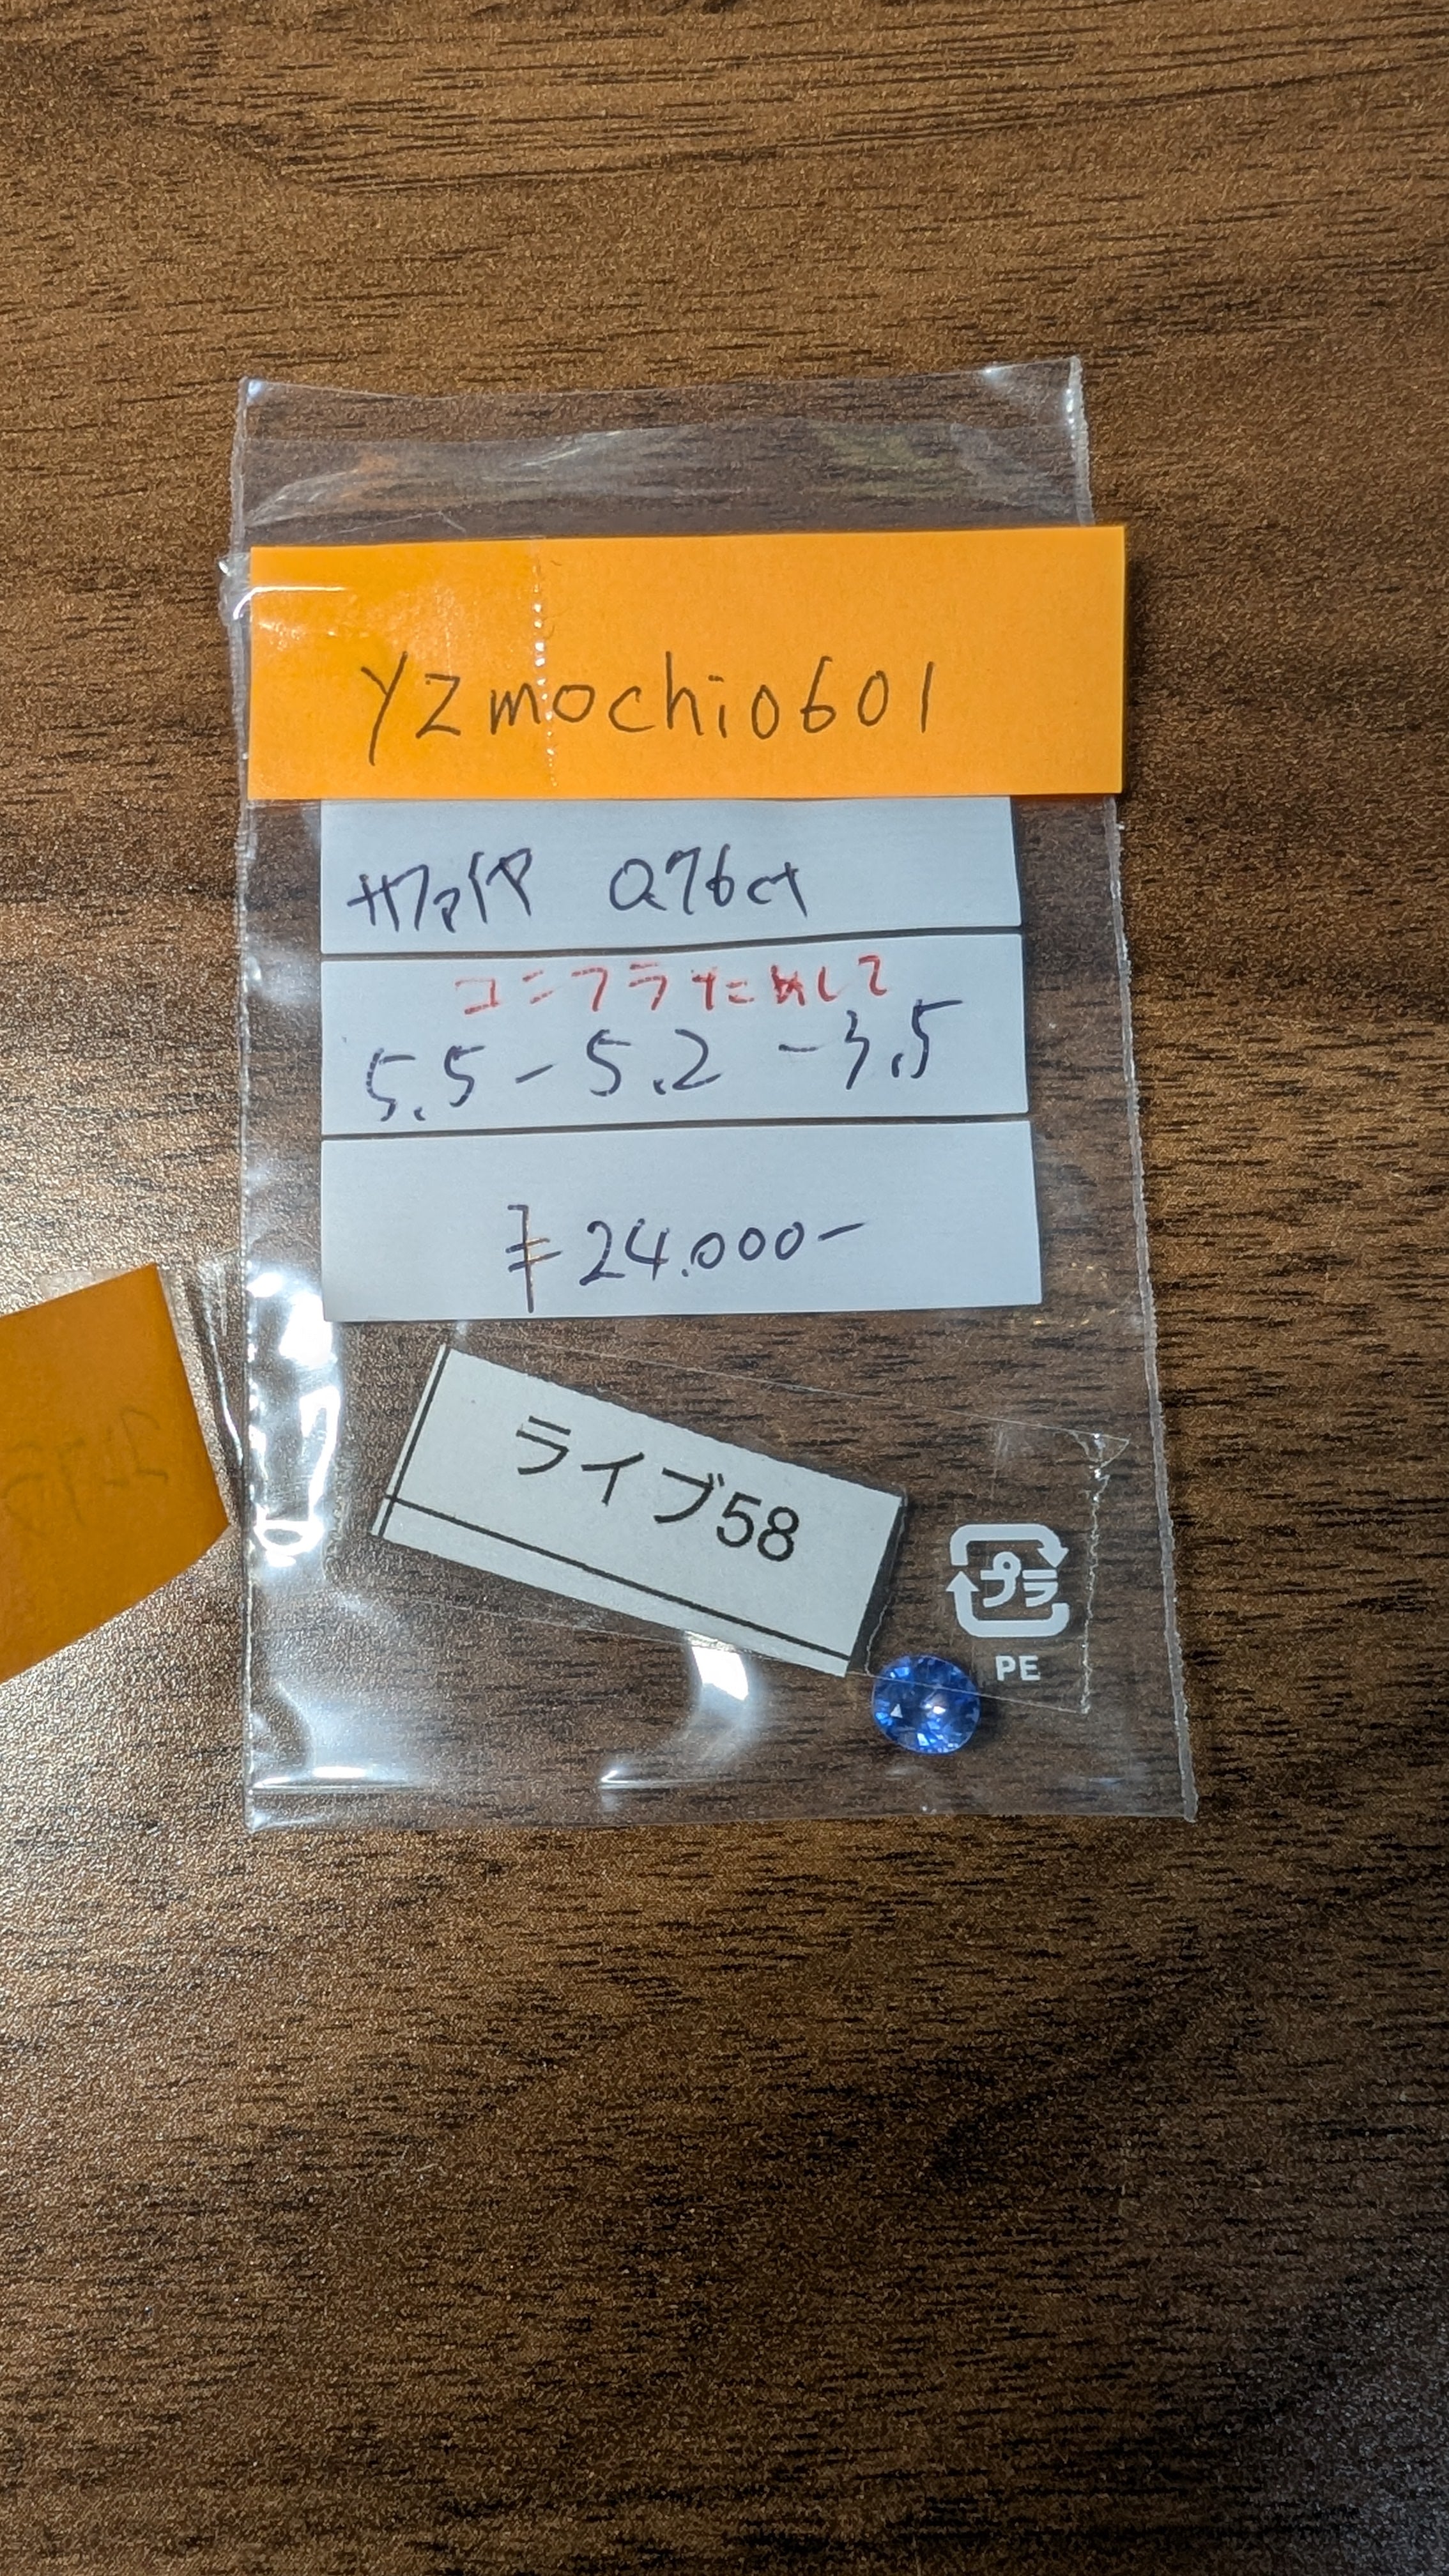 yzmochi0601
サファイヤ 0.76ct
コンフラためして
5.5-5.2-3.5
¥24.000-
ライブ58
プラ
PE